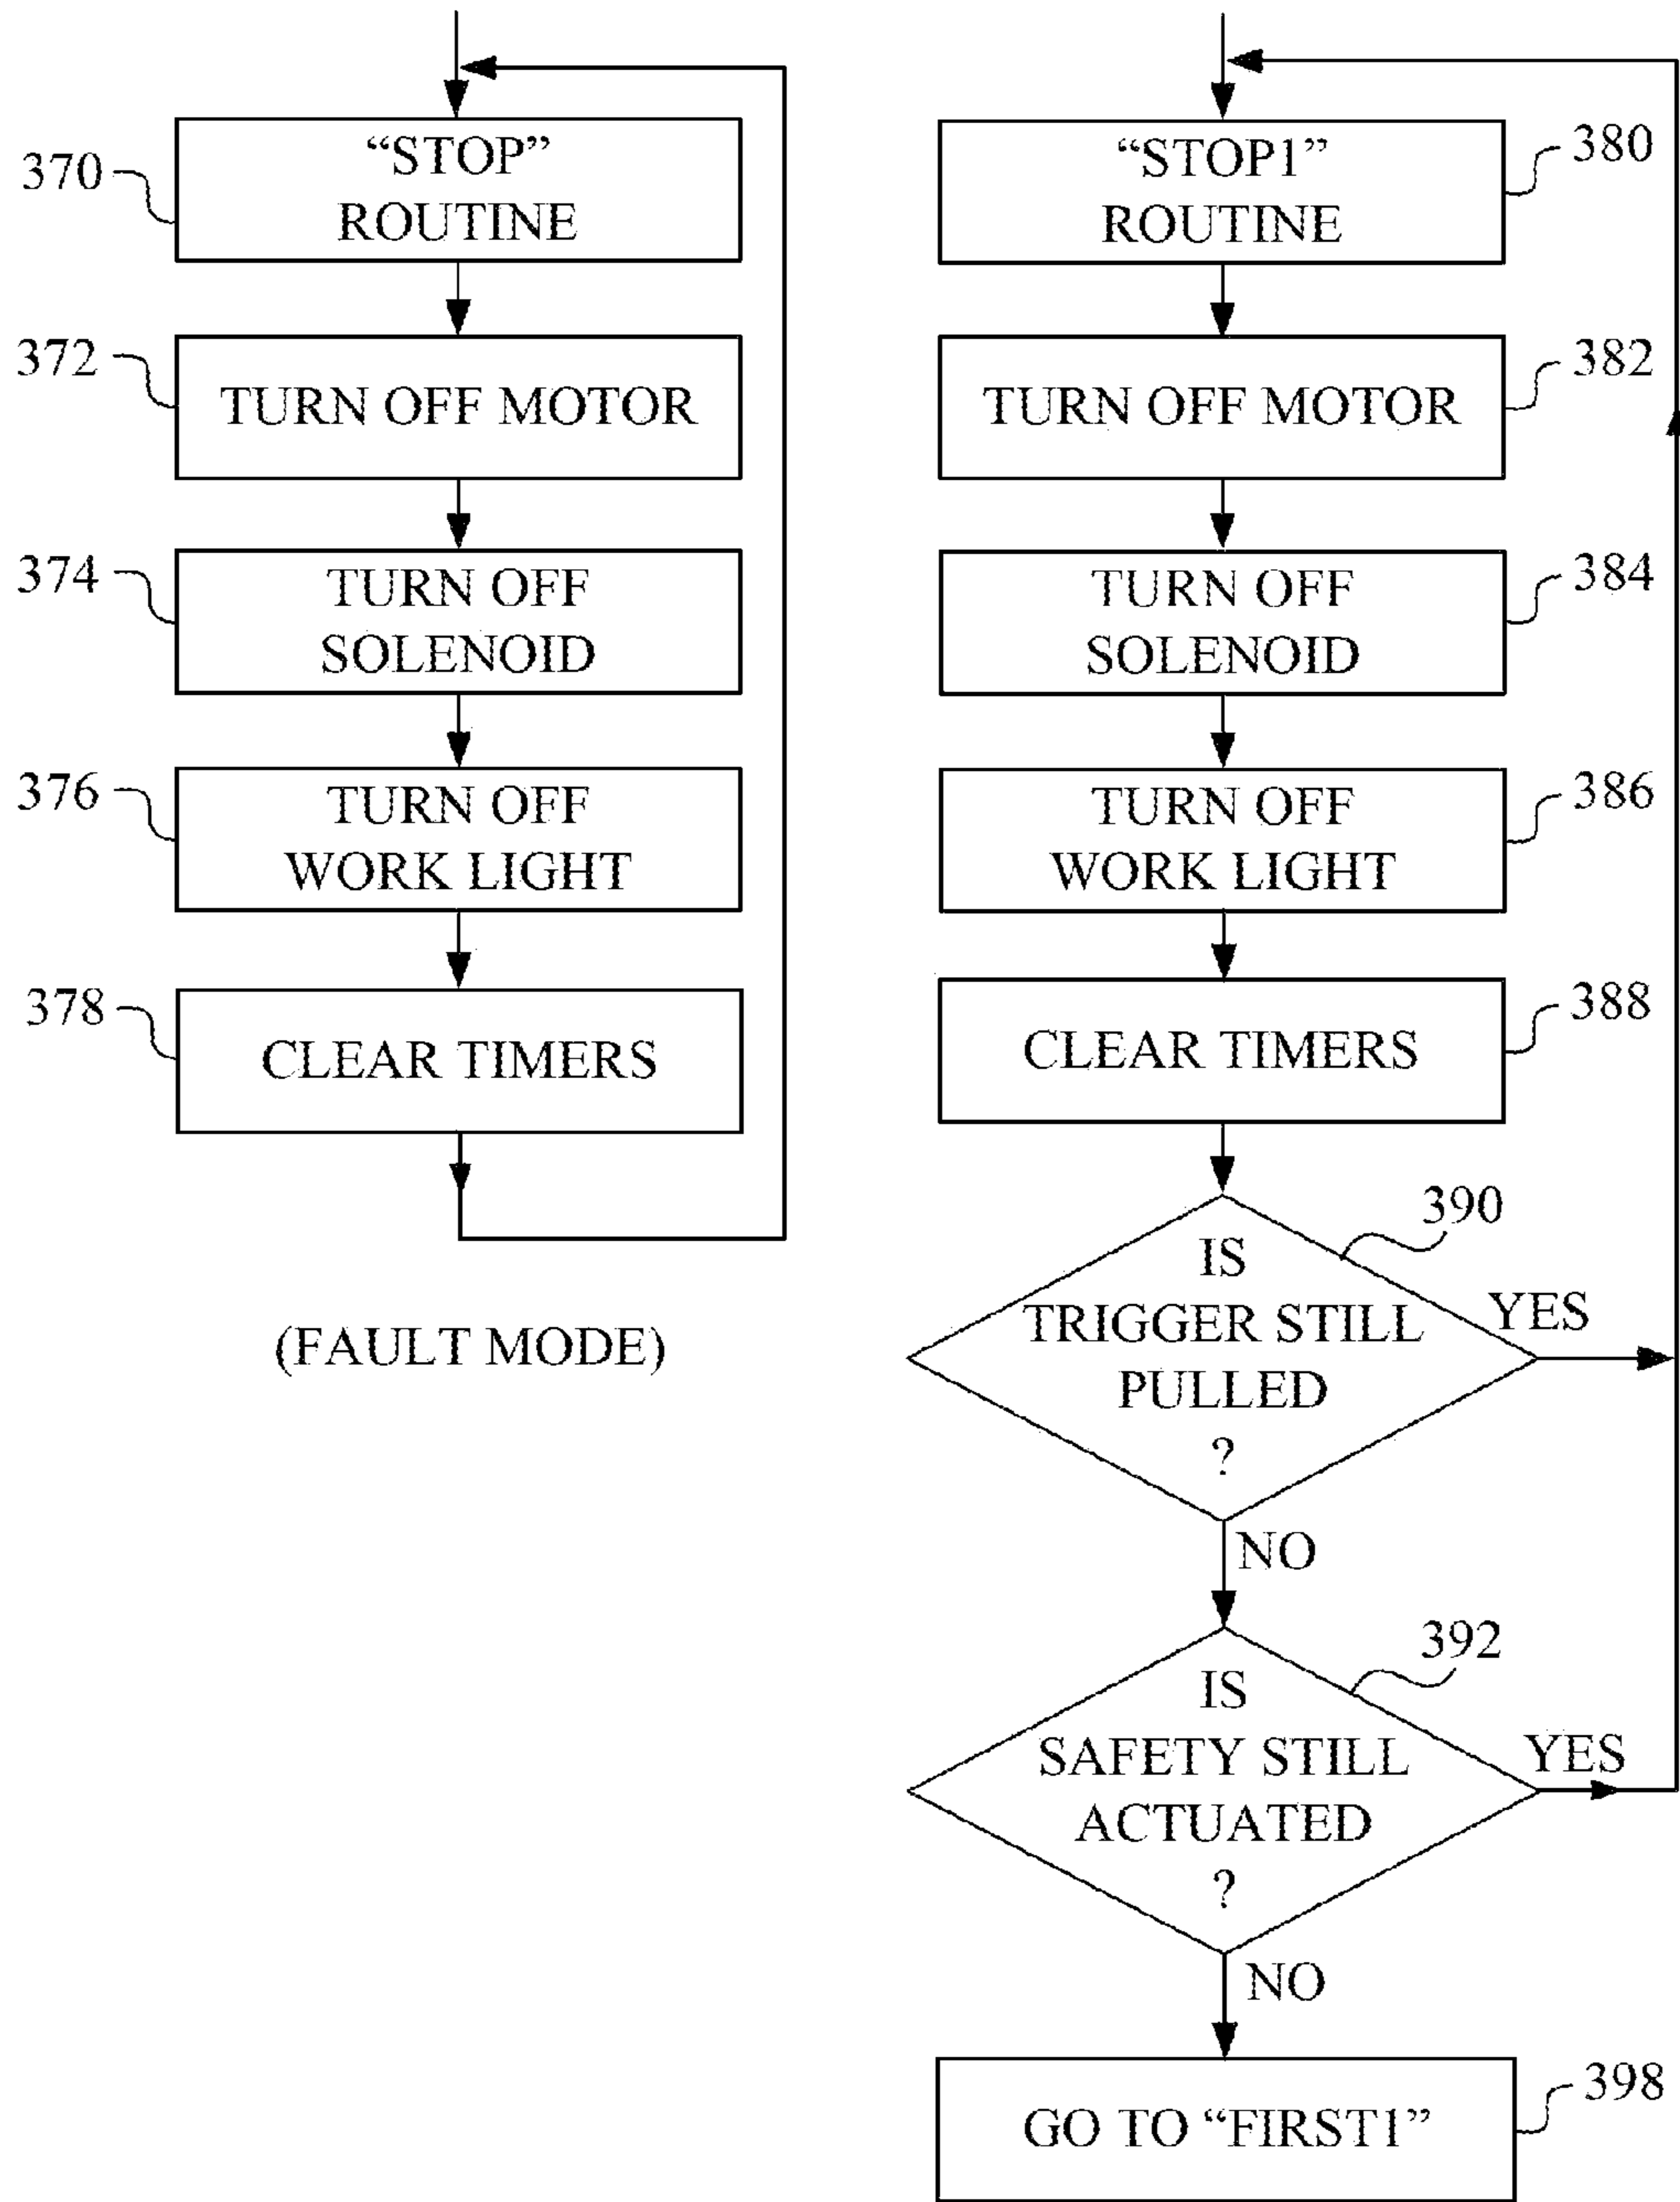 370
“STOP”
ROUTINE
372
TURN OFF MOTOR
374
TURN OFF
SOLENOID
376
TURN OFF
WORK LIGHT
378
CLEAR TIMERS
(FAULT MODE)
“STOP1”
ROUTINE
380
TURN OFF MOTOR
382
TURN OFF
SOLENOID
384
TURN OFF
WORK LIGHT
386
CLEAR TIMERS
388
390
IS
TRIGGER STILL
PULLED
?
YES
NO
392
IS
SAFETY STILL
ACTUATED
?
YES
NO
GO TO “FIRST1”
398